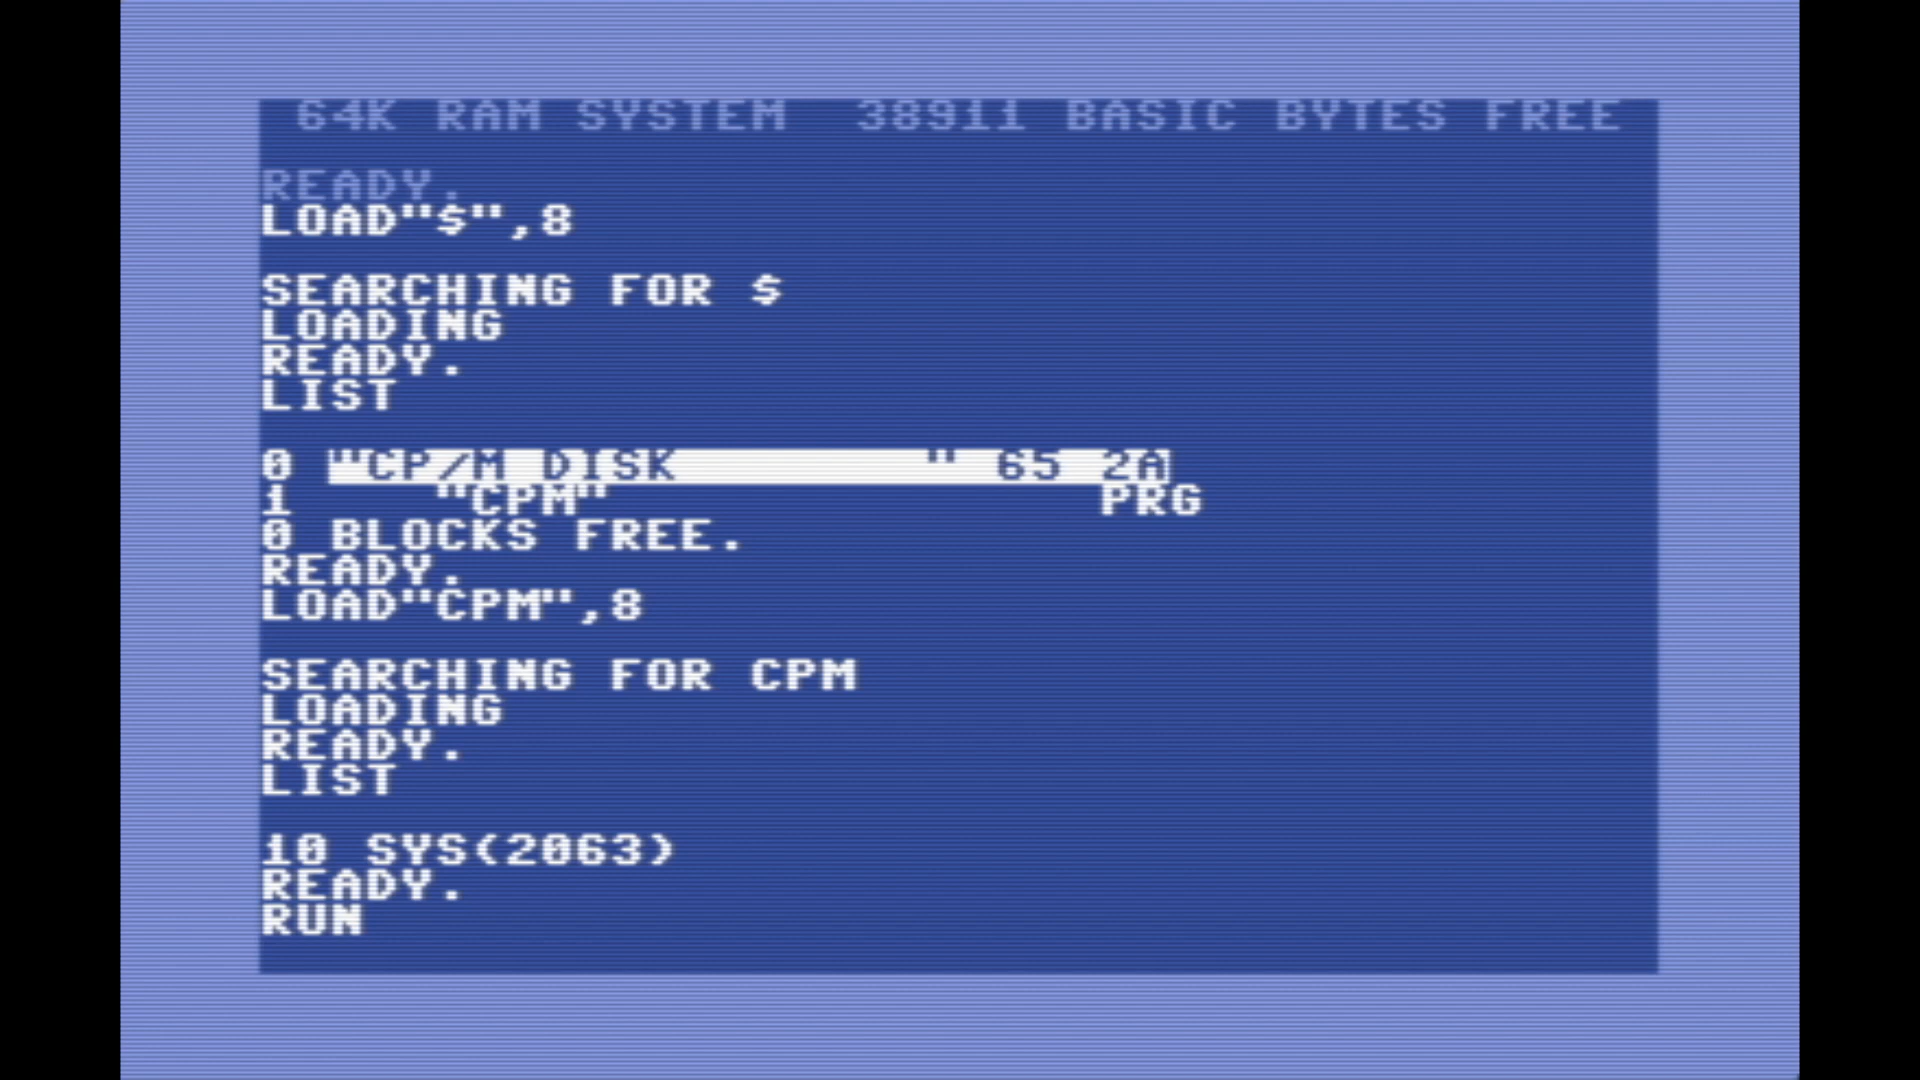 64K RAM SYSTEM  38911 BASIC BYTES FREE
READY.
LOAD"$",8
SEARCHING FOR $
LOADING
READY.
LIST
0 "CP/M DISK       " 65 2A
1    "CPM"              PRG
0 BLOCKS FREE.
READY.
LOAD"CPM",8
SEARCHING FOR CPM
LOADING
READY.
LIST
10 SYS(2063)
READY.
RUN